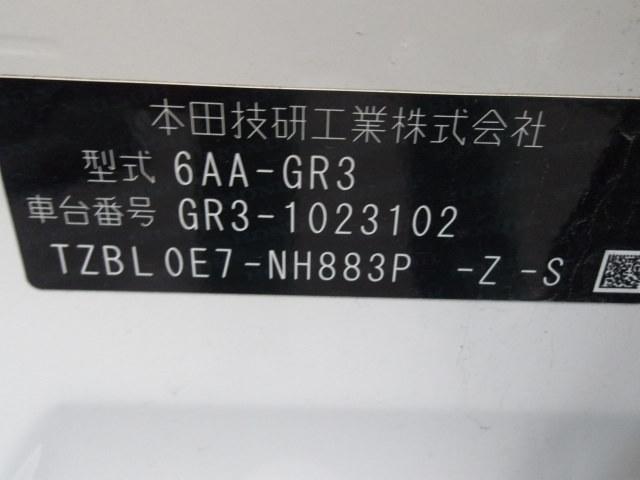 本田技研工業株式会社
型式 6AA-GR3
車台番号 GR3-1023102
TZBL0E7-NH883P -Z -S